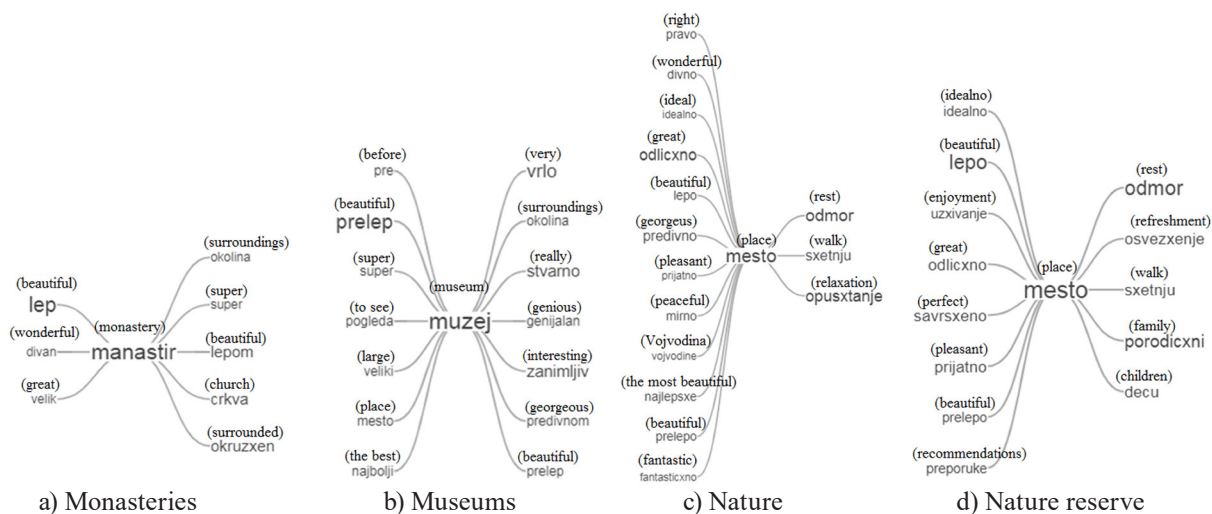 (beautiful)
lep
(wonderful)
divan
(great)
velik
(monastery)
manastir
(surroundings)
okolina
(super)
super
(beautiful)
lepom
(church)
crkva
(surrounded)
okruzxen
a) Monasteries
(before)
pre
(beautiful)
prelep
(super)
super
(to see)
pogleda
(large)
veliki
(place)
mesto
(the best)
najbolji
(museum)
muzej
(very)
vrlo
(surroundings)
okolina
(really)
stvarno
(genious)
genijalan
(interesting)
zanimljiv
(georgeous)
predivnom
(beautiful)
prelep
b) Museums
(right)
pravo
(wonderful)
divno
(ideal)
idealno
(great)
odlicxno
(beautiful)
lepo
(georgeus)
predivno
(pleasant)
prijatno
(peaceful)
mirno
(Vojvodina)
vojvodine
(the most beautiful)
najlepsxe
(beautiful)
prelepo
(fantastic)
fantasticxno
(place)
mesto
(rest)
odmor
(walk)
sxetnju
(relaxation)
opusxtanje
c) Nature
(idealno)
idealno
(beautiful)
lepo
(enjoyment)
uzxivanje
(great)
odlicxno
(perfect)
savrsxeno
(pleasant)
prijatno
(beautiful)
prelepo
(recommendations)
preporuke
(place)
mesto
(rest)
odmor
(refreshment)
osvezxenje
(walk)
sxetnju
(family)
porodicxni
(children)
decu
d) Nature reserve